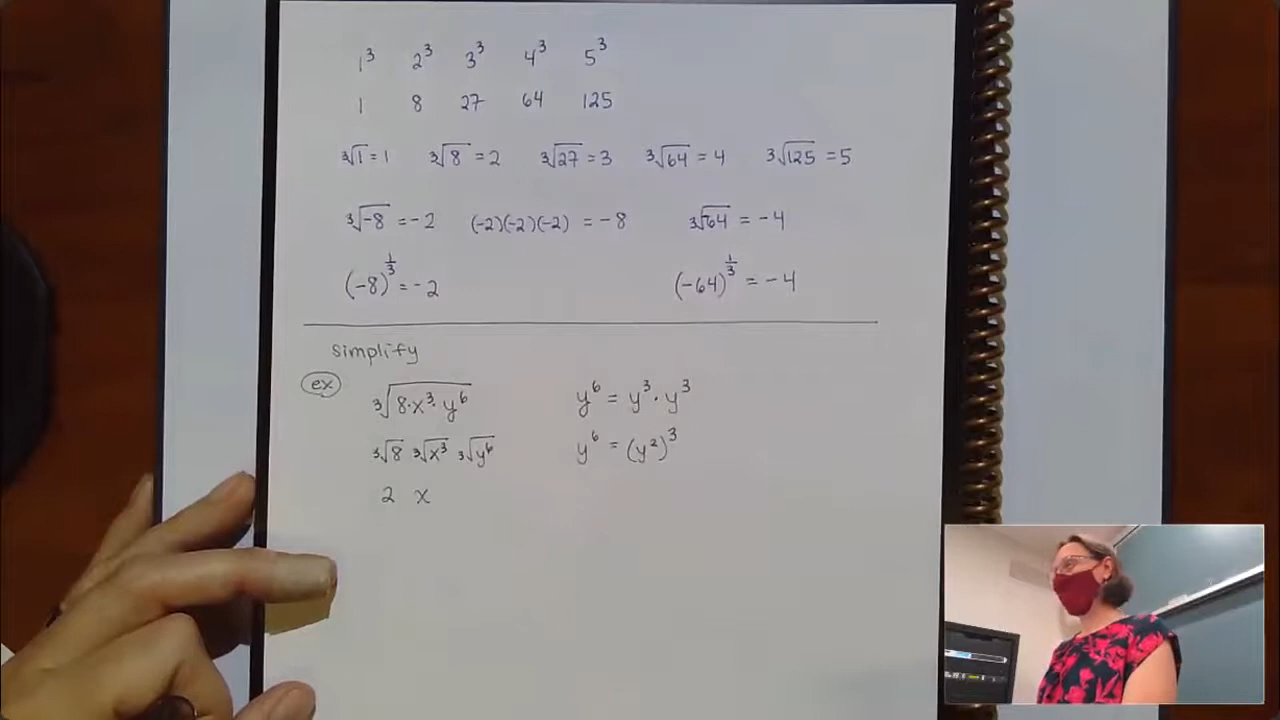 1³ 2³ 3³ 4³ 5³
1 8 27 64 125
∛1 = 1 ∛8 = 2 ∛27 = 3 ∛64 = 4 ∛125 = 5
∛-8 = -2 (-2)(-2)(-2) = -8 ∛64 = -4
(-8)^(1/3) = -2 (-64)^(1/3) = -4
simplify
ex ∛(8·x³·y⁶) y⁶ = y³·y³
∛8 ∛x³ ∛y⁶ y⁶ = (y²)³
2 x